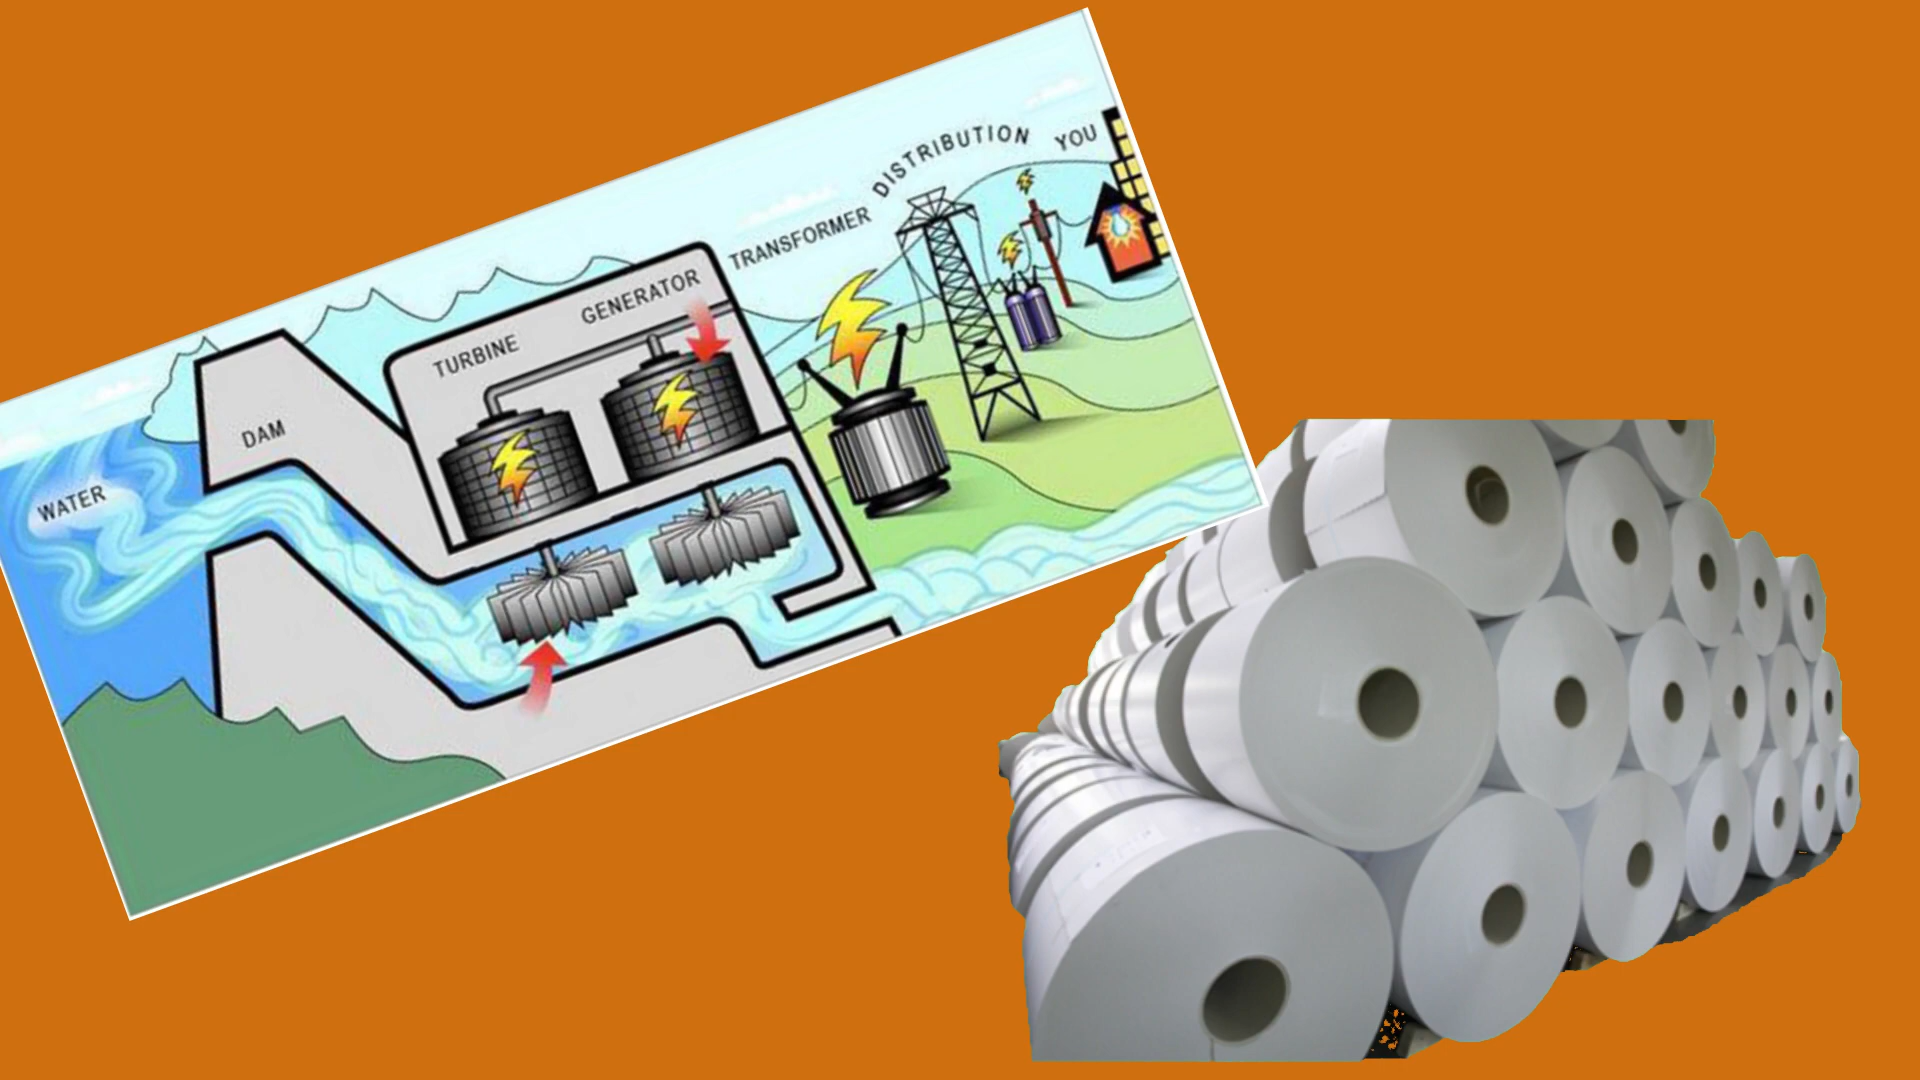 WATER
DAM
TURBINE
GENERATOR
TRANSFORMER
DISTRIBUTION
YOU